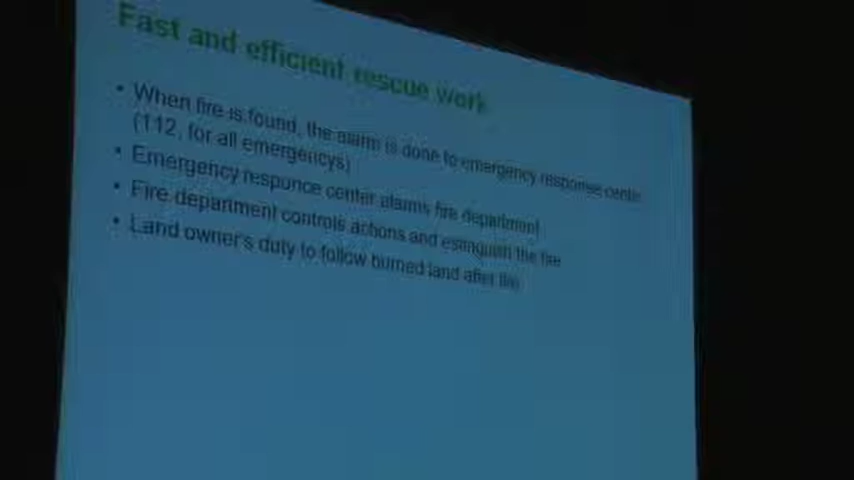 Fast and efficient rescue work
• When fire is found, the alarm is done to emergency response center
(112, for all emergencys)
• Emergency responce center alarms fire department
• Fire department controls actions and estinguish the fire
• Land owner's duty to follow burned land after fire